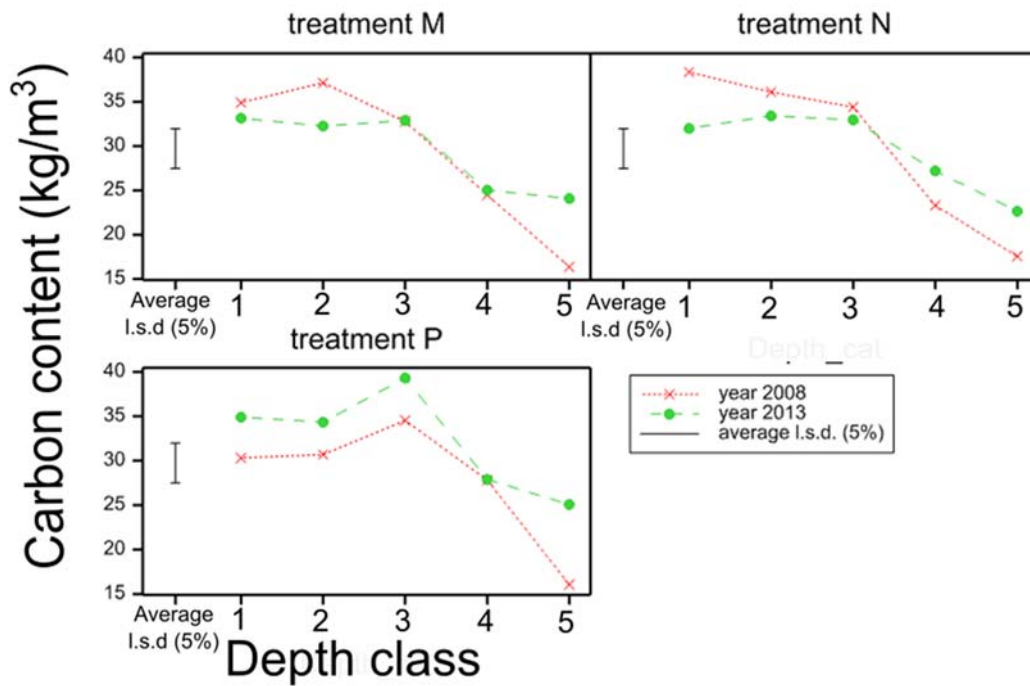 treatment M
treatment N
Carbon content (kg/m³)
40
35
30
25
20
15
Average
l.s.d (5%)
1 2 3 4 5
Average
l.s.d (5%)
1 2 3 4 5
treatment P
Depth_cat
40
35
30
25
20
15
year 2008
year 2013
average l.s.d. (5%)
Average
l.s.d (5%)
1 2 3 4 5
Depth class